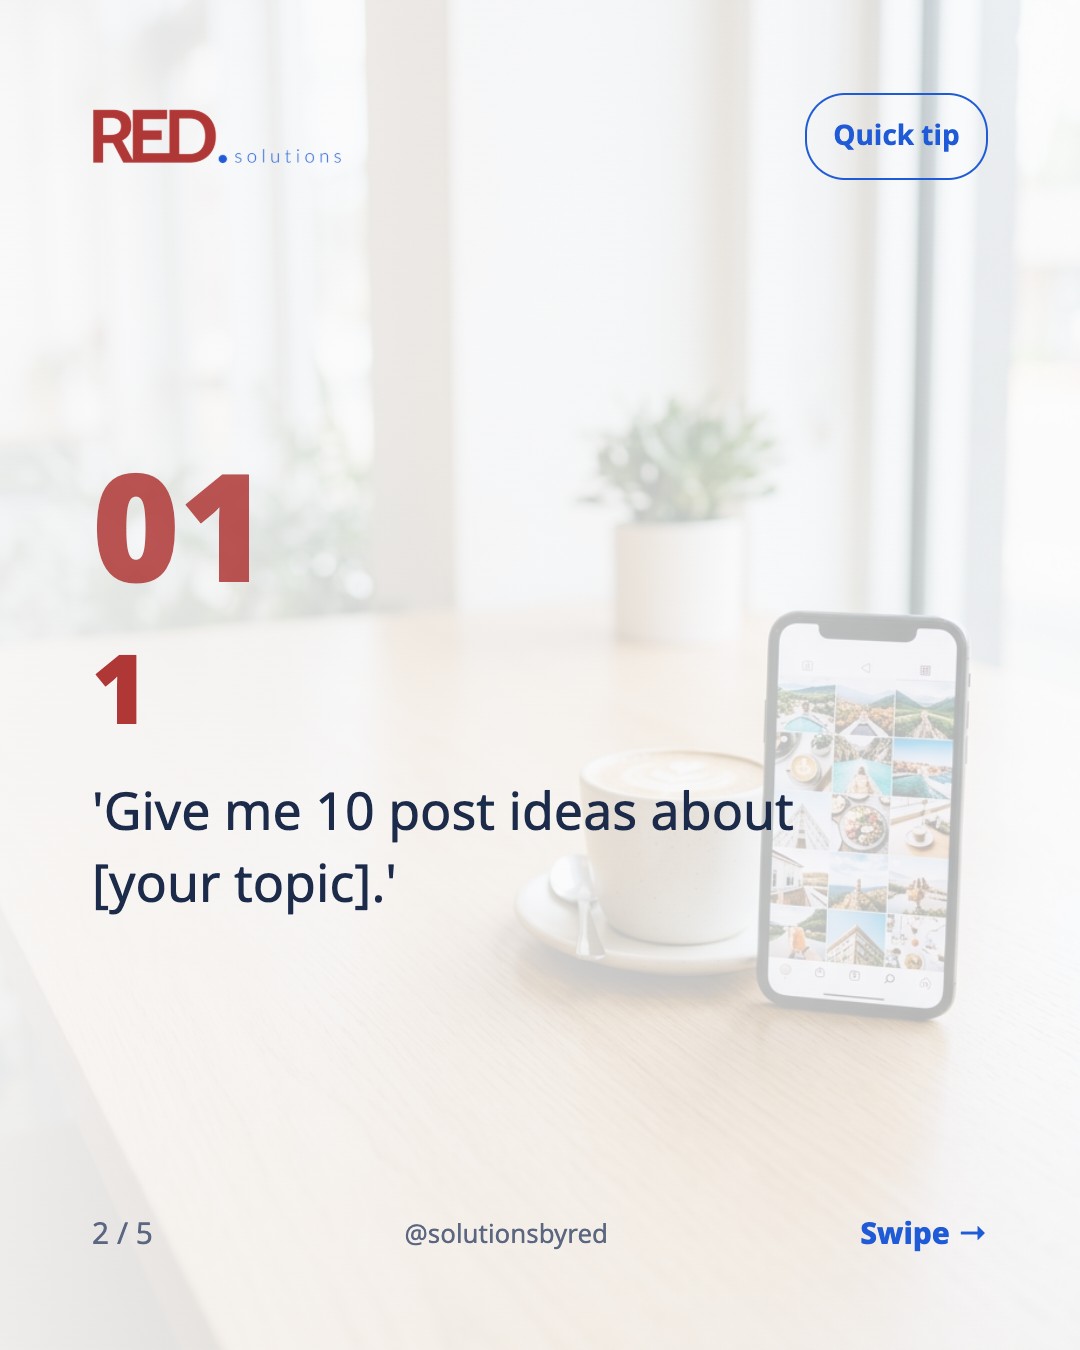 RED.solutions
Quick tip
01
1
'Give me 10 post ideas about
[your topic].'
2 / 5
@solutionsbyred
Swipe →